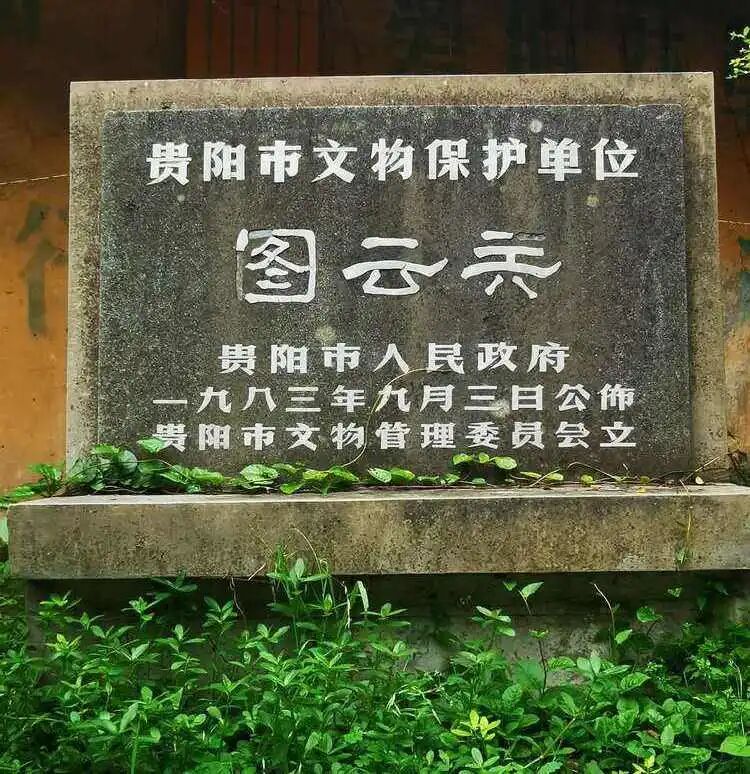 贵阳市文物保护单位
图云关
贵阳市人民政府
一九八三年九月三日公佈
贵阳市文物管理委员会立